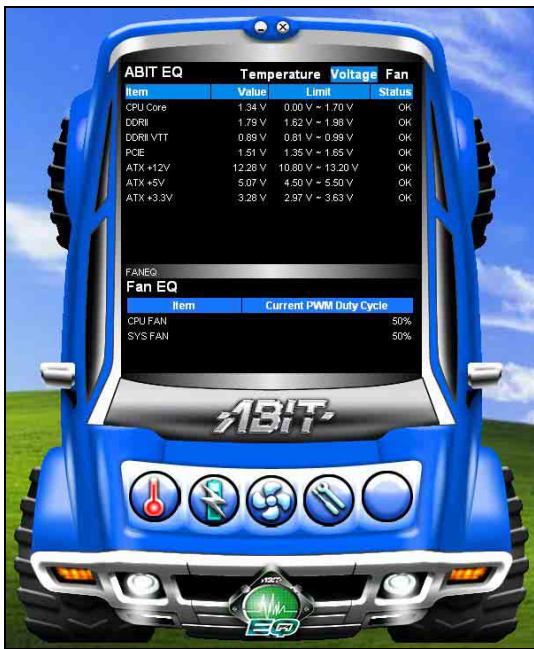 ABIT EQ Temperature Voltage Fan
Item Value Limit Status
CPU Core 1.34 V 0.00 V ~ 1.70 V OK
DDRII 1.79 V 1.62 V ~ 1.98 V OK
DDRII VTT 0.89 V 0.81 V ~ 0.99 V OK
PCIE 1.51 V 1.35 V ~ 1.65 V OK
ATX +12V 12.28 V 10.80 V ~ 13.20 V OK
ATX +5V 5.07 V 4.50 V ~ 5.50 V OK
ATX +3.3V 3.28 V 2.97 V ~ 3.63 V OK
FANEQ
Fan EQ
Item Current PWM Duty Cycle
CPU FAN 50%
SYS FAN 50%
ABIT
ABIT
EQ